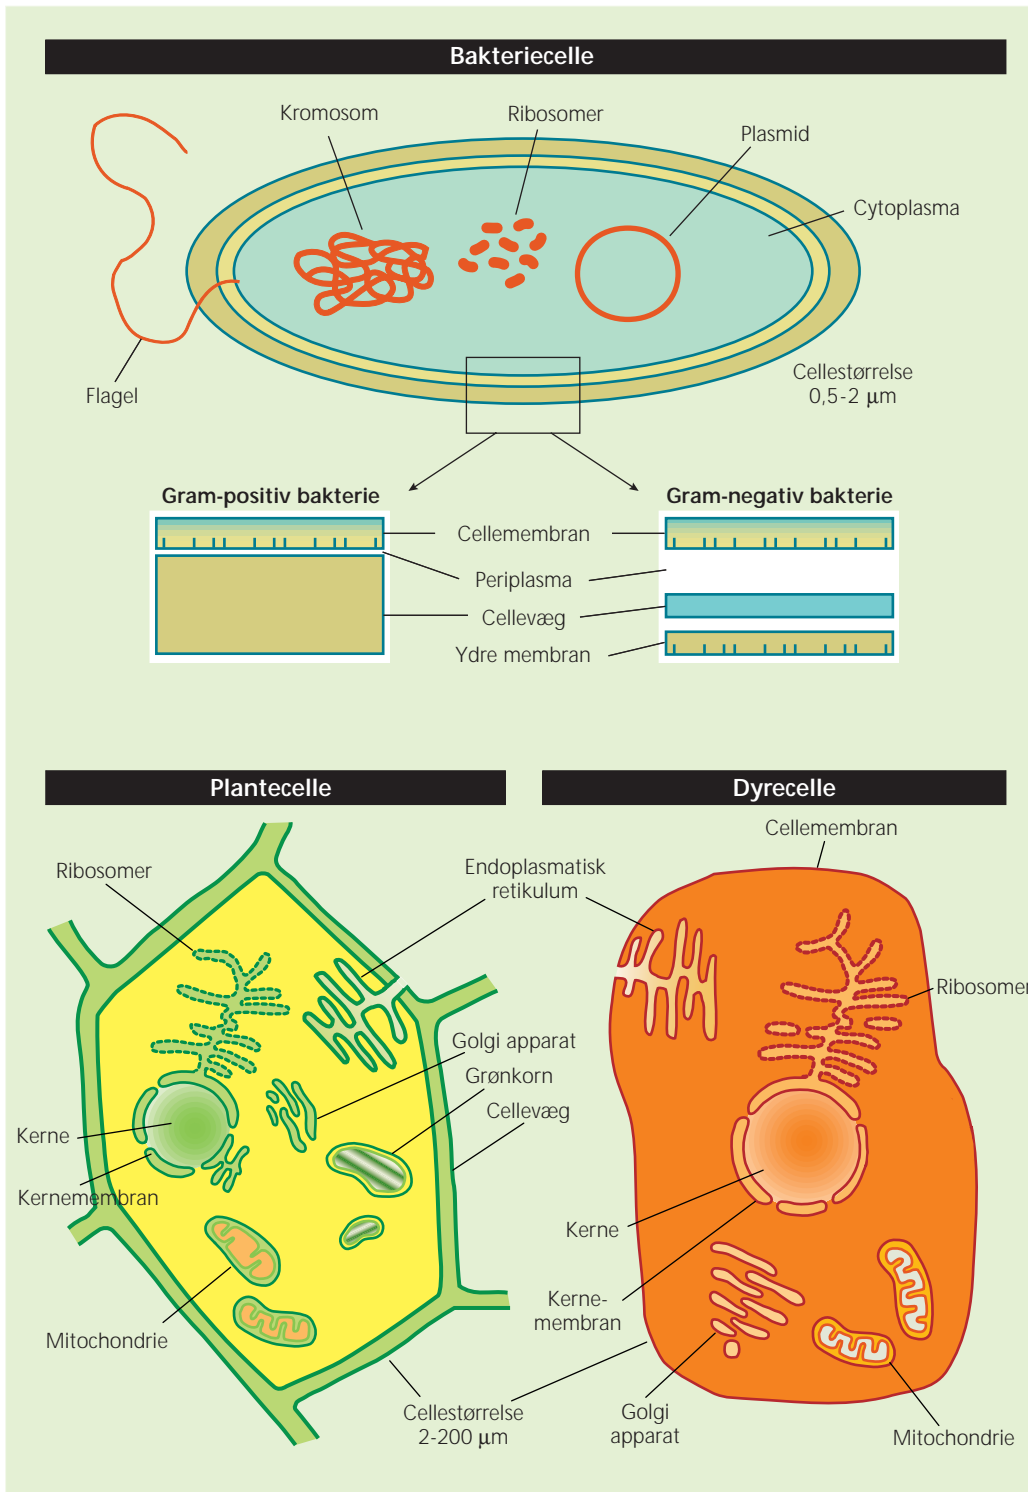 Bakteriecelle
Kromosom
Ribosomer
Plasmid
Cytoplasma
Flagel
Cellestørrelse
0,5-2 µm
Gram-positiv bakterie
Gram-negativ bakterie
Cellemembran
Periplasma
Cellevæg
Ydre membran
Plantecelle
Dyrecelle
Cellemembran
Ribosomer
Endoplasmatisk
retikulum
Ribosomer
Golgi apparat
Grønkorn
Cellevæg
Kerne
Kernemembran
Kerne
Kerne-
membran
Mitochondrie
Cellestørrelse
2-200 µm
Golgi
apparat
Mitochondrie